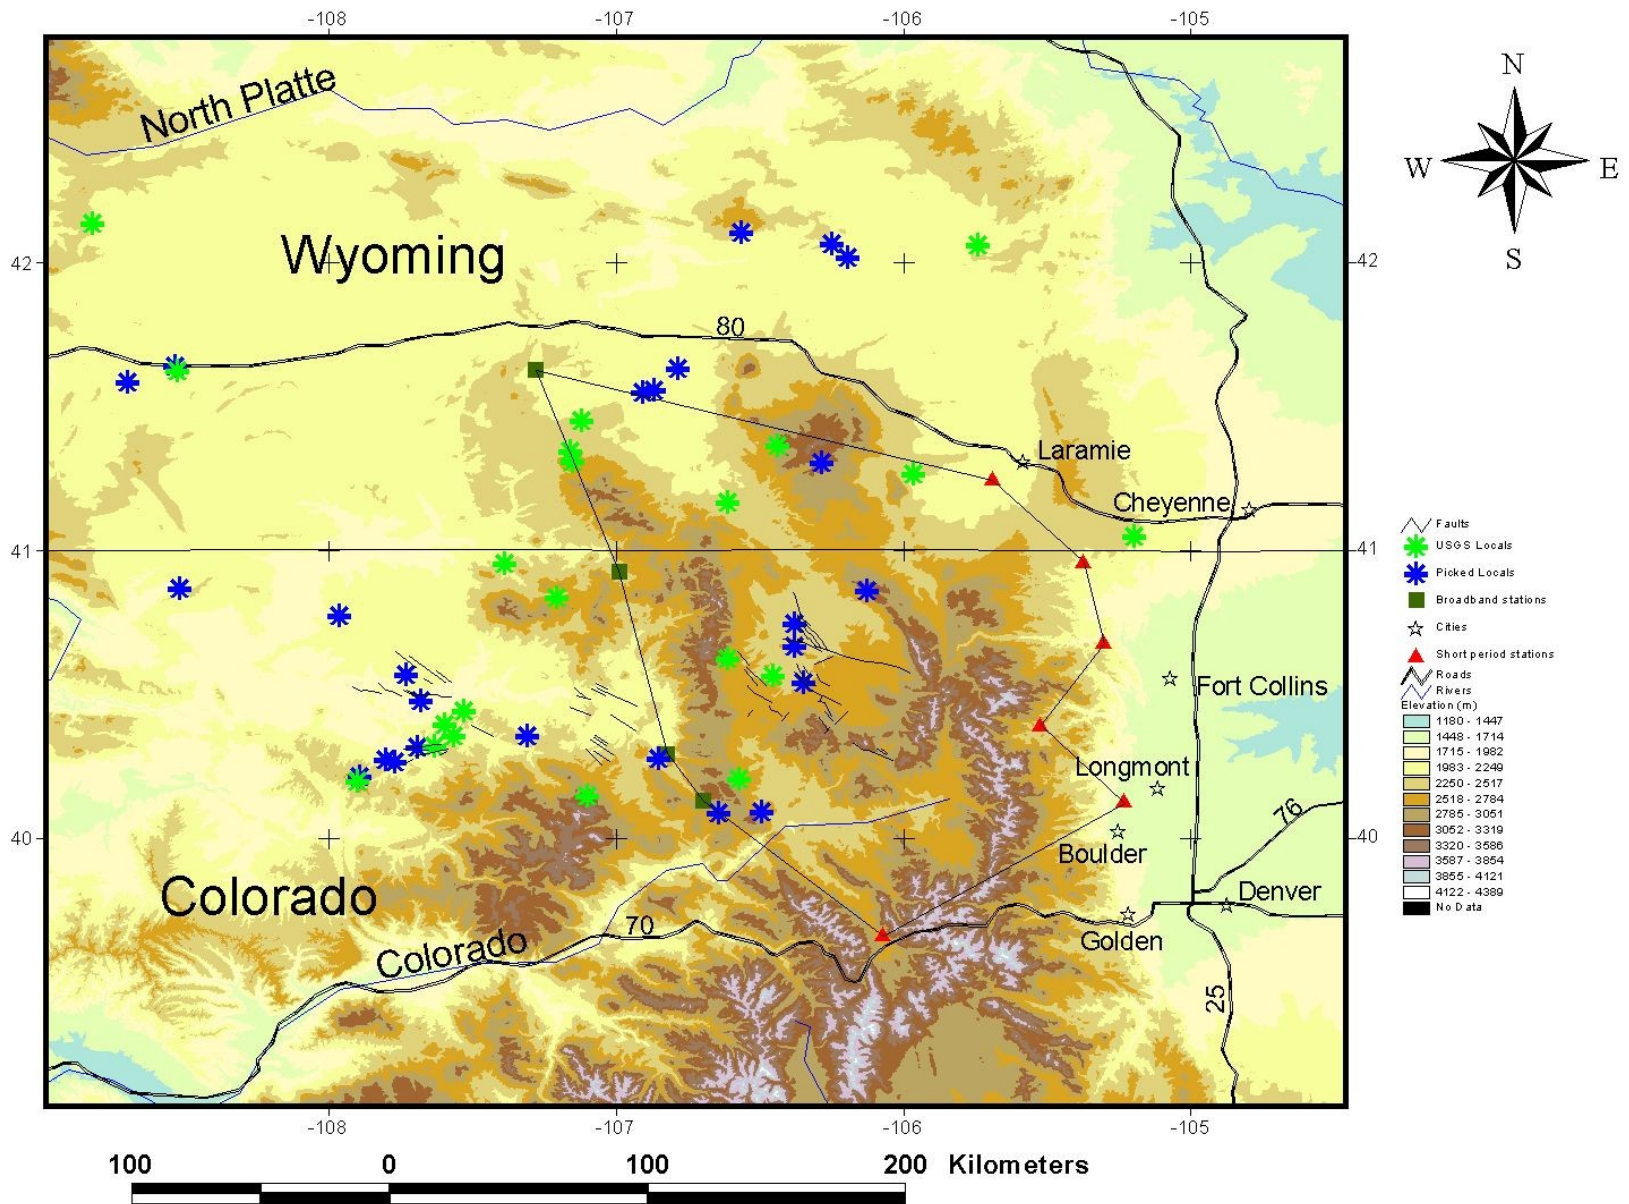 -108
-107
-106
-105
N
W
E
S
North Platte
Wyoming
42
42
80
Laramie
Cheyenne
41
41
Fort Collins
Longmont
Boulder
76
40
40
Colorado
Denver
Golden
70
Colorado
25
Faults
USGS Locals
Picked Locals
Broadband stations
Cities
Short period stations
Roads
Rivers
Elevation (m)
1180 - 1447
1448 - 1714
1715 - 1982
1983 - 2249
2250 - 2517
2518 - 2784
2785 - 3051
3052 - 3319
3320 - 3586
3587 - 3854
3855 - 4121
4122 - 4389
No Data
-108
-107
-106
-105
100 0 100 200 Kilometers